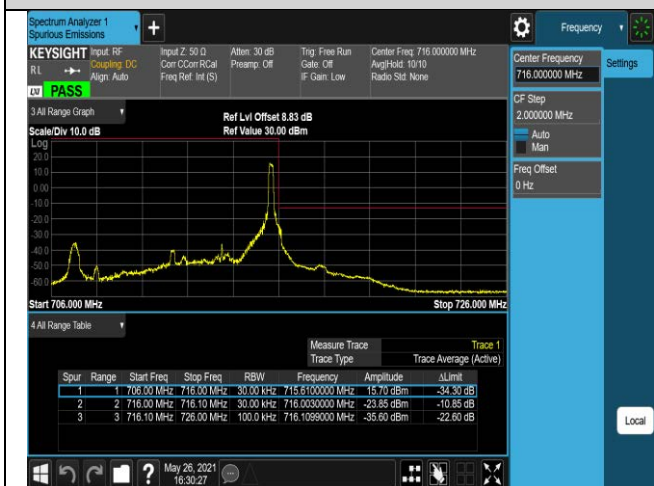 Spectrum Analyzer 1
Spurious Emissions
+
Frequency
KEYSIGHT
RL
Input: RF
Coupling: DC
Align: Auto
Input Z: 50 Ω
Corr CCorr RCal
Freq Ref: Int (S)
Atten: 30 dB
Preamp: Off
Trig: Free Run
Gate: Off
IF Gain: Low
Center Freq: 716.000000 MHz
Avg|Hold: 10/10
Radio Std: None
LXI PASS
Center Frequency
716.000000 MHz
Settings
CF Step
2.000000 MHz
Auto
Man
Freq Offset
0 Hz
3 All Range Graph
Ref Lvl Offset 8.83 dB
Scale/Div 10.0 dB
Ref Value 30.00 dBm
Log
20.0
10.0
0.00
-10.0
-20.0
-30.0
-40.0
-50.0
-60.0
Start 706.000 MHz
Stop 726.000 MHz
4 All Range Table
Measure Trace Trace 1
Trace Type Trace Average (Active)
Spur Range Start Freq Stop Freq RBW Frequency Amplitude ΔLimit
1 1 706.00 MHz 716.00 MHz 30.00 kHz 715.6100000 MHz 15.70 dBm -34.30 dB
2 2 716.00 MHz 716.10 MHz 30.00 kHz 716.0030000 MHz -23.85 dBm -10.85 dB
3 3 716.10 MHz 726.00 MHz 100.0 kHz 716.1099000 MHz -35.60 dBm -22.60 dB
Local
?
May 26, 2021
16:30:27